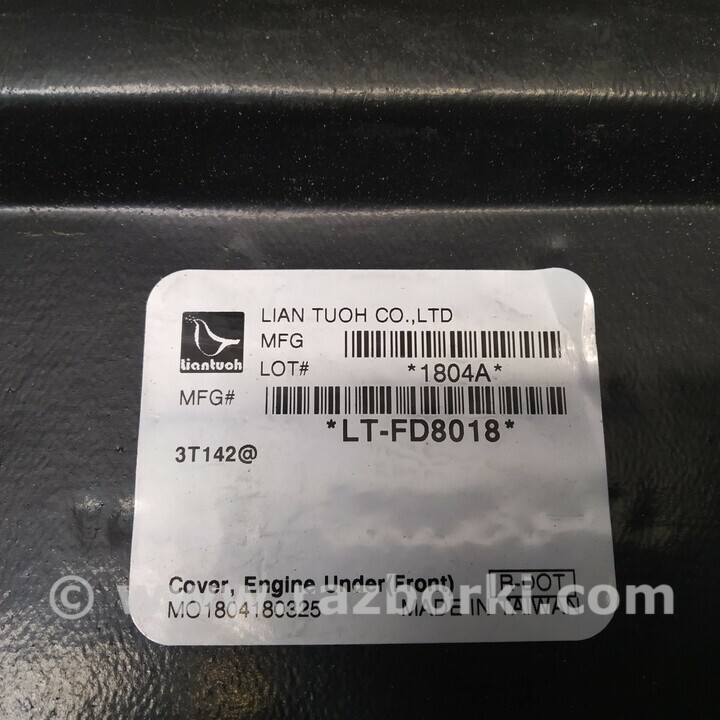 LIAN TUOH CO.,LTD
MFG
LOT#
*1804A*
Liantuoh
MFG#
*LT-FD8018*
3T142@
Cover, Engine Under(Front)
MO1804180325
MADE IN TAIWAN
© www.razborki.com